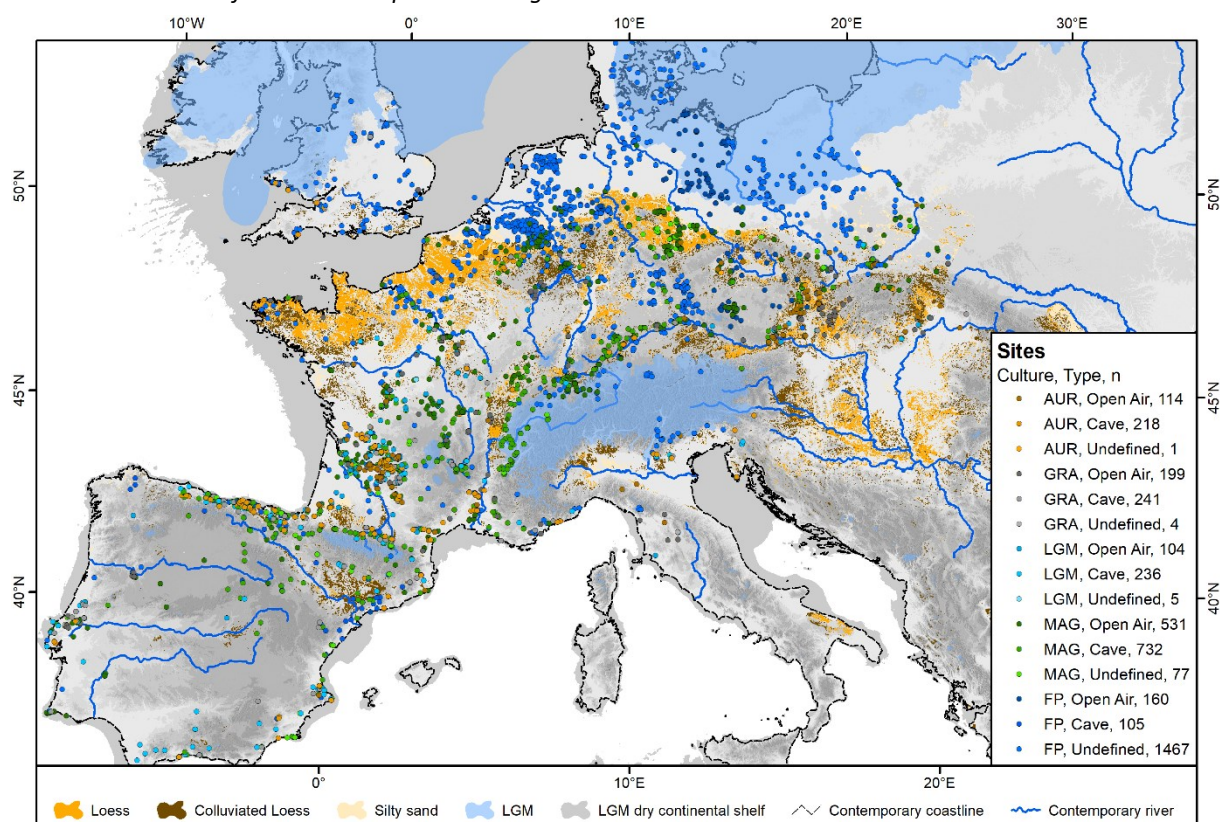 10°W 0° 10°E 20°E 30°E
50°N 50°N
45°N 45°N
40°N 40°N
Sites
Culture, Type, n
AUR, Open Air, 114
AUR, Cave, 218
AUR, Undefined, 1
GRA, Open Air, 199
GRA, Cave, 241
GRA, Undefined, 4
LGM, Open Air, 104
LGM, Cave, 236
LGM, Undefined, 5
MAG, Open Air, 531
MAG, Cave, 732
MAG, Undefined, 77
FP, Open Air, 160
FP, Cave, 105
FP, Undefined, 1467
0° 10°E 20°E
Loess Colluviated Loess Silty sand LGM LGM dry continental shelf Contemporary coastline Contemporary river